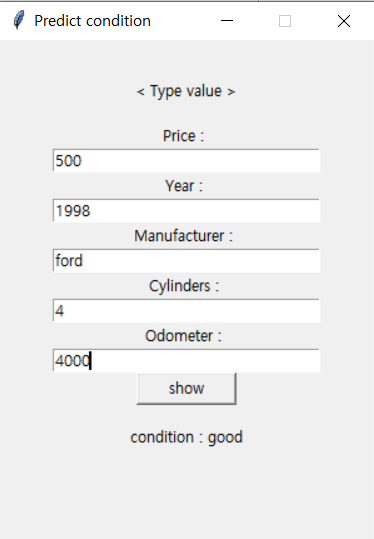 Predict condition
< Type value >
Price :
500
Year :
1998
Manufacturer :
ford
Cylinders :
4
Odometer :
4000
show
condition : good